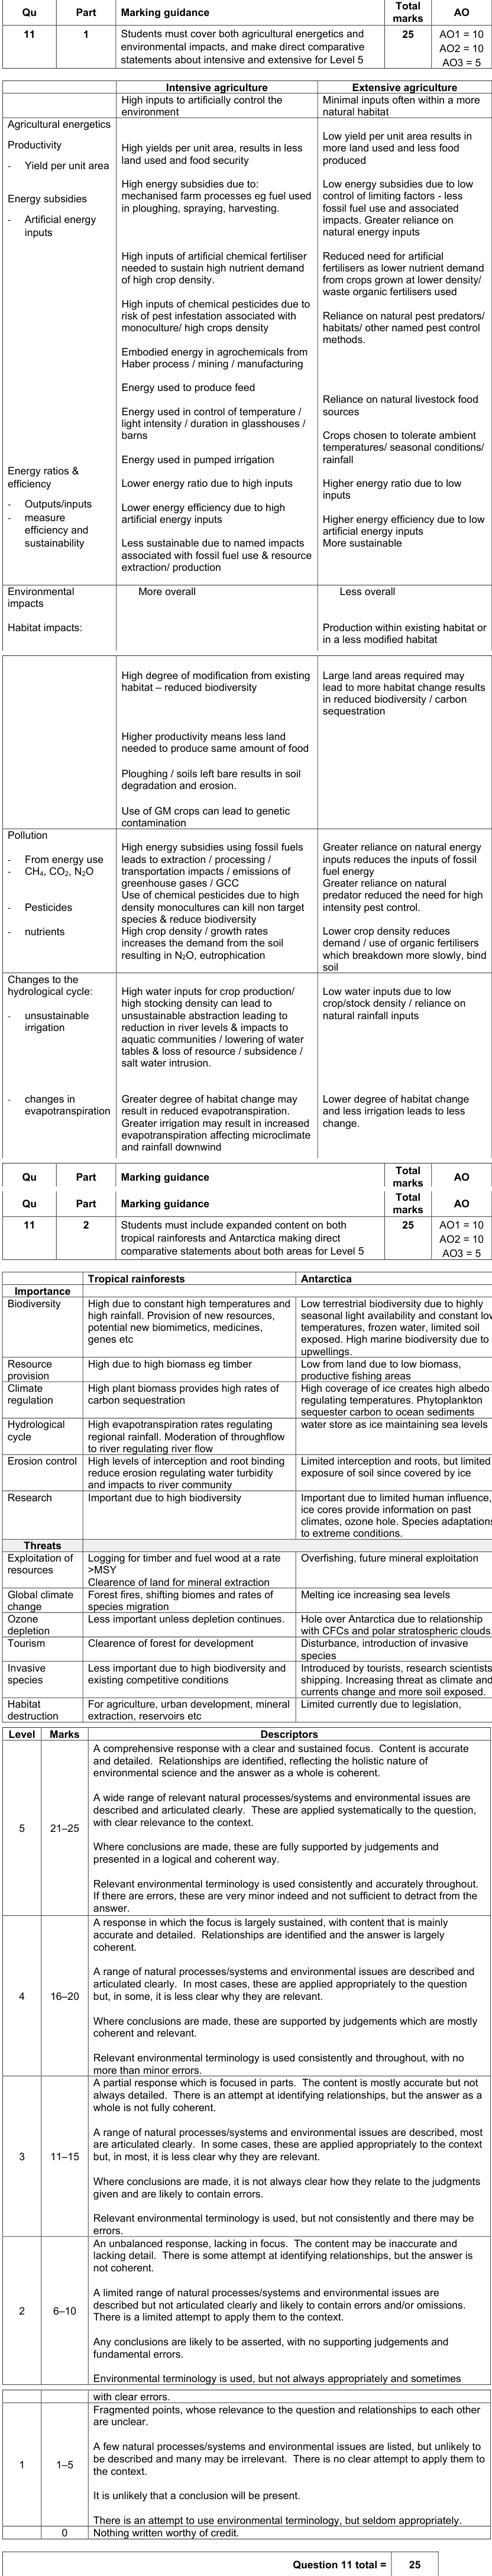 Qu Part Marking guidance Total marks AO
11 1 Students must cover both agricultural energetics and AO1 = 10
environmental impacts, and make direct comparative 25 AO2 = 10
statements about intensive and extensive for Level 5 AO3 = 5
Intensive agriculture Extensive agriculture
High inputs to artificially control the environment
Minimal inputs often within a more natural habitat
Agricultural energetics
Productivity
- Yield per unit area
High yields per unit area, results in less
land used and food security
Low yield per unit area results in
more land used and less food
produced
Energy subsidies
- Artificial energy
inputs
High energy subsidies due to:
mechanised farm processes eg fuel used
in ploughing, spraying, harvesting.
Low energy subsidies due to low
control of limiting factors - less
fossil fuel use and associated
impacts. Greater reliance on
natural energy inputs
High inputs of artificial chemical fertiliser
needed to sustain high nutrient demand
of high crop density.
Reduced need for artificial
fertilisers as lower nutrient demand
from crops grown at lower density/
waste organic fertilisers used
High inputs of chemical pesticides due to
risk of pest infestation associated with
monoculture/ high crops density
Reliance on natural pest predators/
habitats/ other named pest control
methods.
Embodied energy in agrochemicals from
Haber process / mining / manufacturing
Energy used to produce feed
Reliance on natural livestock food
sources
Energy used in control of temperature /
light intensity / duration in glasshouses /
barns
Crops chosen to tolerate ambient
temperatures/ seasonal conditions/
rainfall
Energy used in pumped irrigation
Energy ratios &
efficiency
- Outputs/inputs
- measure
efficiency and
sustainability
Lower energy ratio due to high inputs
Higher energy ratio due to low
inputs
Lower energy efficiency due to high
artificial energy inputs
Higher energy efficiency due to low
artificial energy inputs
More sustainable
Less sustainable due to named impacts
associated with fossil fuel use & resource
extraction/ production
Environmental
impacts
More overall
Less overall
Habitat impacts:
Production within existing habitat or
in a less modified habitat
High degree of modification from existing
habitat – reduced biodiversity
Large land areas required may
lead to more habitat change results
in reduced biodiversity / carbon
sequestration
Higher productivity means less land
needed to produce same amount of food
Ploughing / soils left bare results in soil
degradation and erosion.
Use of GM crops can lead to genetic
contamination
Pollution
- From energy use
- CH₄, CO₂, N₂O
- Pesticides
- nutrients
High energy subsidies using fossil fuels
leads to extraction / processing /
transportation impacts / emissions of
greenhouse gases / GCC
Use of chemical pesticides due to high
density monocultures can kill non target
species & reduce biodiversity
High crop density / growth rates
increases the demand from the soil
resulting in N₂O, eutrophication
Greater reliance on natural energy
inputs reduces the inputs of fossil
fuel energy
Greater reliance on natural
predator reduced the need for high
intensity pest control.
Lower crop density reduces
demand / use of organic fertilisers
which breakdown more slowly, bind
soil
Changes to the
hydrological cycle:
- unsustainable
irrigation
High water inputs for crop production/
high stocking density can lead to
unsustainable abstraction leading to
reduction in river levels & impacts to
aquatic communities / lowering of water
tables & loss of resource / subsidence /
salt water intrusion.
Low water inputs due to low
crop/stock density / reliance on
natural rainfall inputs
- changes in
evapotranspiration
Greater degree of habitat change may
result in reduced evapotranspiration.
Greater irrigation may result in increased
evapotranspiration affecting microclimate
and rainfall downwind
Lower degree of habitat change
and less irrigation leads to less
change.
Qu Part Marking guidance Total marks AO
Qu Part Marking guidance Total marks AO
11 2 Students must include expanded content on both AO1 = 10
tropical rainforests and Antarctica making direct 25 AO2 = 10
comparative statements about both areas for Level 5 AO3 = 5
Tropical rainforests Antarctica
Importance
Biodiversity
High due to constant high temperatures and
high rainfall. Provision of new resources,
potential new biomimetics, medicines,
genes etc
Low terrestrial biodiversity due to highly
seasonal light availability and constant low
temperatures, frozen water, limited soil
exposed. High marine biodiversity due to
upwellings.
Resource
provision
High due to high biomass eg timber
Low from land due to low biomass,
productive fishing areas
Climate
regulation
High plant biomass provides high rates of
carbon sequestration
High coverage of ice creates high albedo
regulating temperatures. Phytoplankton
sequester carbon to ocean sediments
Hydrological
cycle
High evapotranspiration rates regulating
regional rainfall. Moderation of throughflow
to river regulating river flow
water store as ice maintaining sea levels
Erosion control
High levels of interception and root binding
reduce erosion regulating water turbidity
and impacts to river community
Limited interception and roots, but limited
exposure of soil since covered by ice
Research
Important due to high biodiversity
Important due to limited human influence,
ice cores provide information on past
climates, ozone hole. Species adaptations
to extreme conditions.
Threats
Exploitation of
resources
Logging for timber and fuel wood at a rate
>MSY
Clearence of land for mineral extraction
Overfishing, future mineral exploitation
Global climate
change
Forest fires, shifting biomes and rates of
species migration
Melting ice increasing sea levels
Ozone
depletion
Less important unless depletion continues.
Hole over Antarctica due to relationship
with CFCs and polar stratospheric clouds
Tourism
Clearence of forest for development
Disturbance, introduction of invasive
species
Invasive
species
Less important due to high biodiversity and
existing competitive conditions
Introduced by tourists, research scientists
shipping. Increasing threat as climate and
currents change and more soil exposed.
Habitat
destruction
For agriculture, urban development, mineral
extraction, reservoirs etc
Limited currently due to legislation,
Level Marks Descriptors
5 21–25
A comprehensive response with a clear and sustained focus. Content is accurate
and detailed. Relationships are identified, reflecting the holistic nature of
environmental science and the answer as a whole is coherent.
A wide range of relevant natural processes/systems and environmental issues are
described and articulated clearly. These are applied systematically to the question,
with clear relevance to the context.
Where conclusions are made, these are fully supported by judgements and
presented in a logical and coherent way.
Relevant environmental terminology is used consistently and accurately throughout.
If there are errors, these are very minor indeed and not sufficient to detract from the
answer.
4 16–20
A response in which the focus is largely sustained, with content that is mainly
accurate and detailed. Relationships are identified and the answer is largely
coherent.
A range of natural processes/systems and environmental issues are described and
articulated clearly. In most cases, these are applied appropriately to the question
but, in some, it is less clear why they are relevant.
Where conclusions are made, these are supported by judgements which are mostly
coherent and relevant.
Relevant environmental terminology is used consistently and throughout, with no
more than minor errors.
3 11–15
A partial response which is focused in parts. The content is mostly accurate but not
always detailed. There is an attempt at identifying relationships, but the answer as a
whole is not fully coherent.
A range of natural processes/systems and environmental issues are described, most
are articulated clearly. In some cases, these are applied appropriately to the context
but, in most, it is less clear why they are relevant.
Where conclusions are made, it is not always clear how they relate to the judgments
given and are likely to contain errors.
Relevant environmental terminology is used, but not consistently and there may be
errors.
2 6–10
An unbalanced response, lacking in focus. The content may be inaccurate and
lacking detail. There is some attempt at identifying relationships, but the answer is
not coherent.
A limited range of natural processes/systems and environmental issues are
described but not articulated clearly and likely to contain errors and/or omissions.
There is a limited attempt to apply them to the context.
Any conclusions are likely to be asserted, with no supporting judgements and
fundamental errors.
Environmental terminology is used, but not always appropriately and sometimes
with clear errors.
1 1–5
Fragmented points, whose relevance to the question and relationships to each other
are unclear.
A few natural processes/systems and environmental issues are listed, but unlikely to
be described and many may be irrelevant. There is no clear attempt to apply them to
the context.
It is unlikely that a conclusion will be present.
There is an attempt to use environmental terminology, but seldom appropriately.
0 Nothing written worthy of credit.
Question 11 total = 25